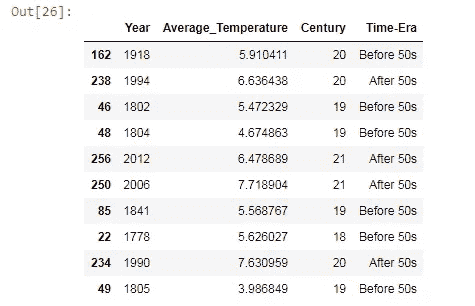 Out[26]:
Year Average_Temperature Century Time-Era
162 1918 5.910411 20 Before 50s
238 1994 6.636438 20 After 50s
46 1802 5.472329 19 Before 50s
48 1804 4.674863 19 Before 50s
256 2012 6.478689 21 After 50s
250 2006 7.718904 21 After 50s
85 1841 5.568767 19 Before 50s
22 1778 5.626027 18 Before 50s
234 1990 7.630959 20 After 50s
49 1805 3.986849 19 Before 50s